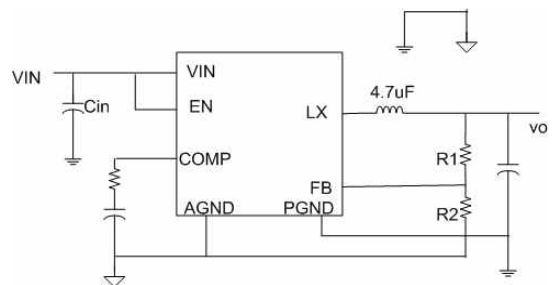 VIN
VIN
Cin
EN
4.7uF
LX
vo
COMP
R1
FB
AGND
PGND
R2